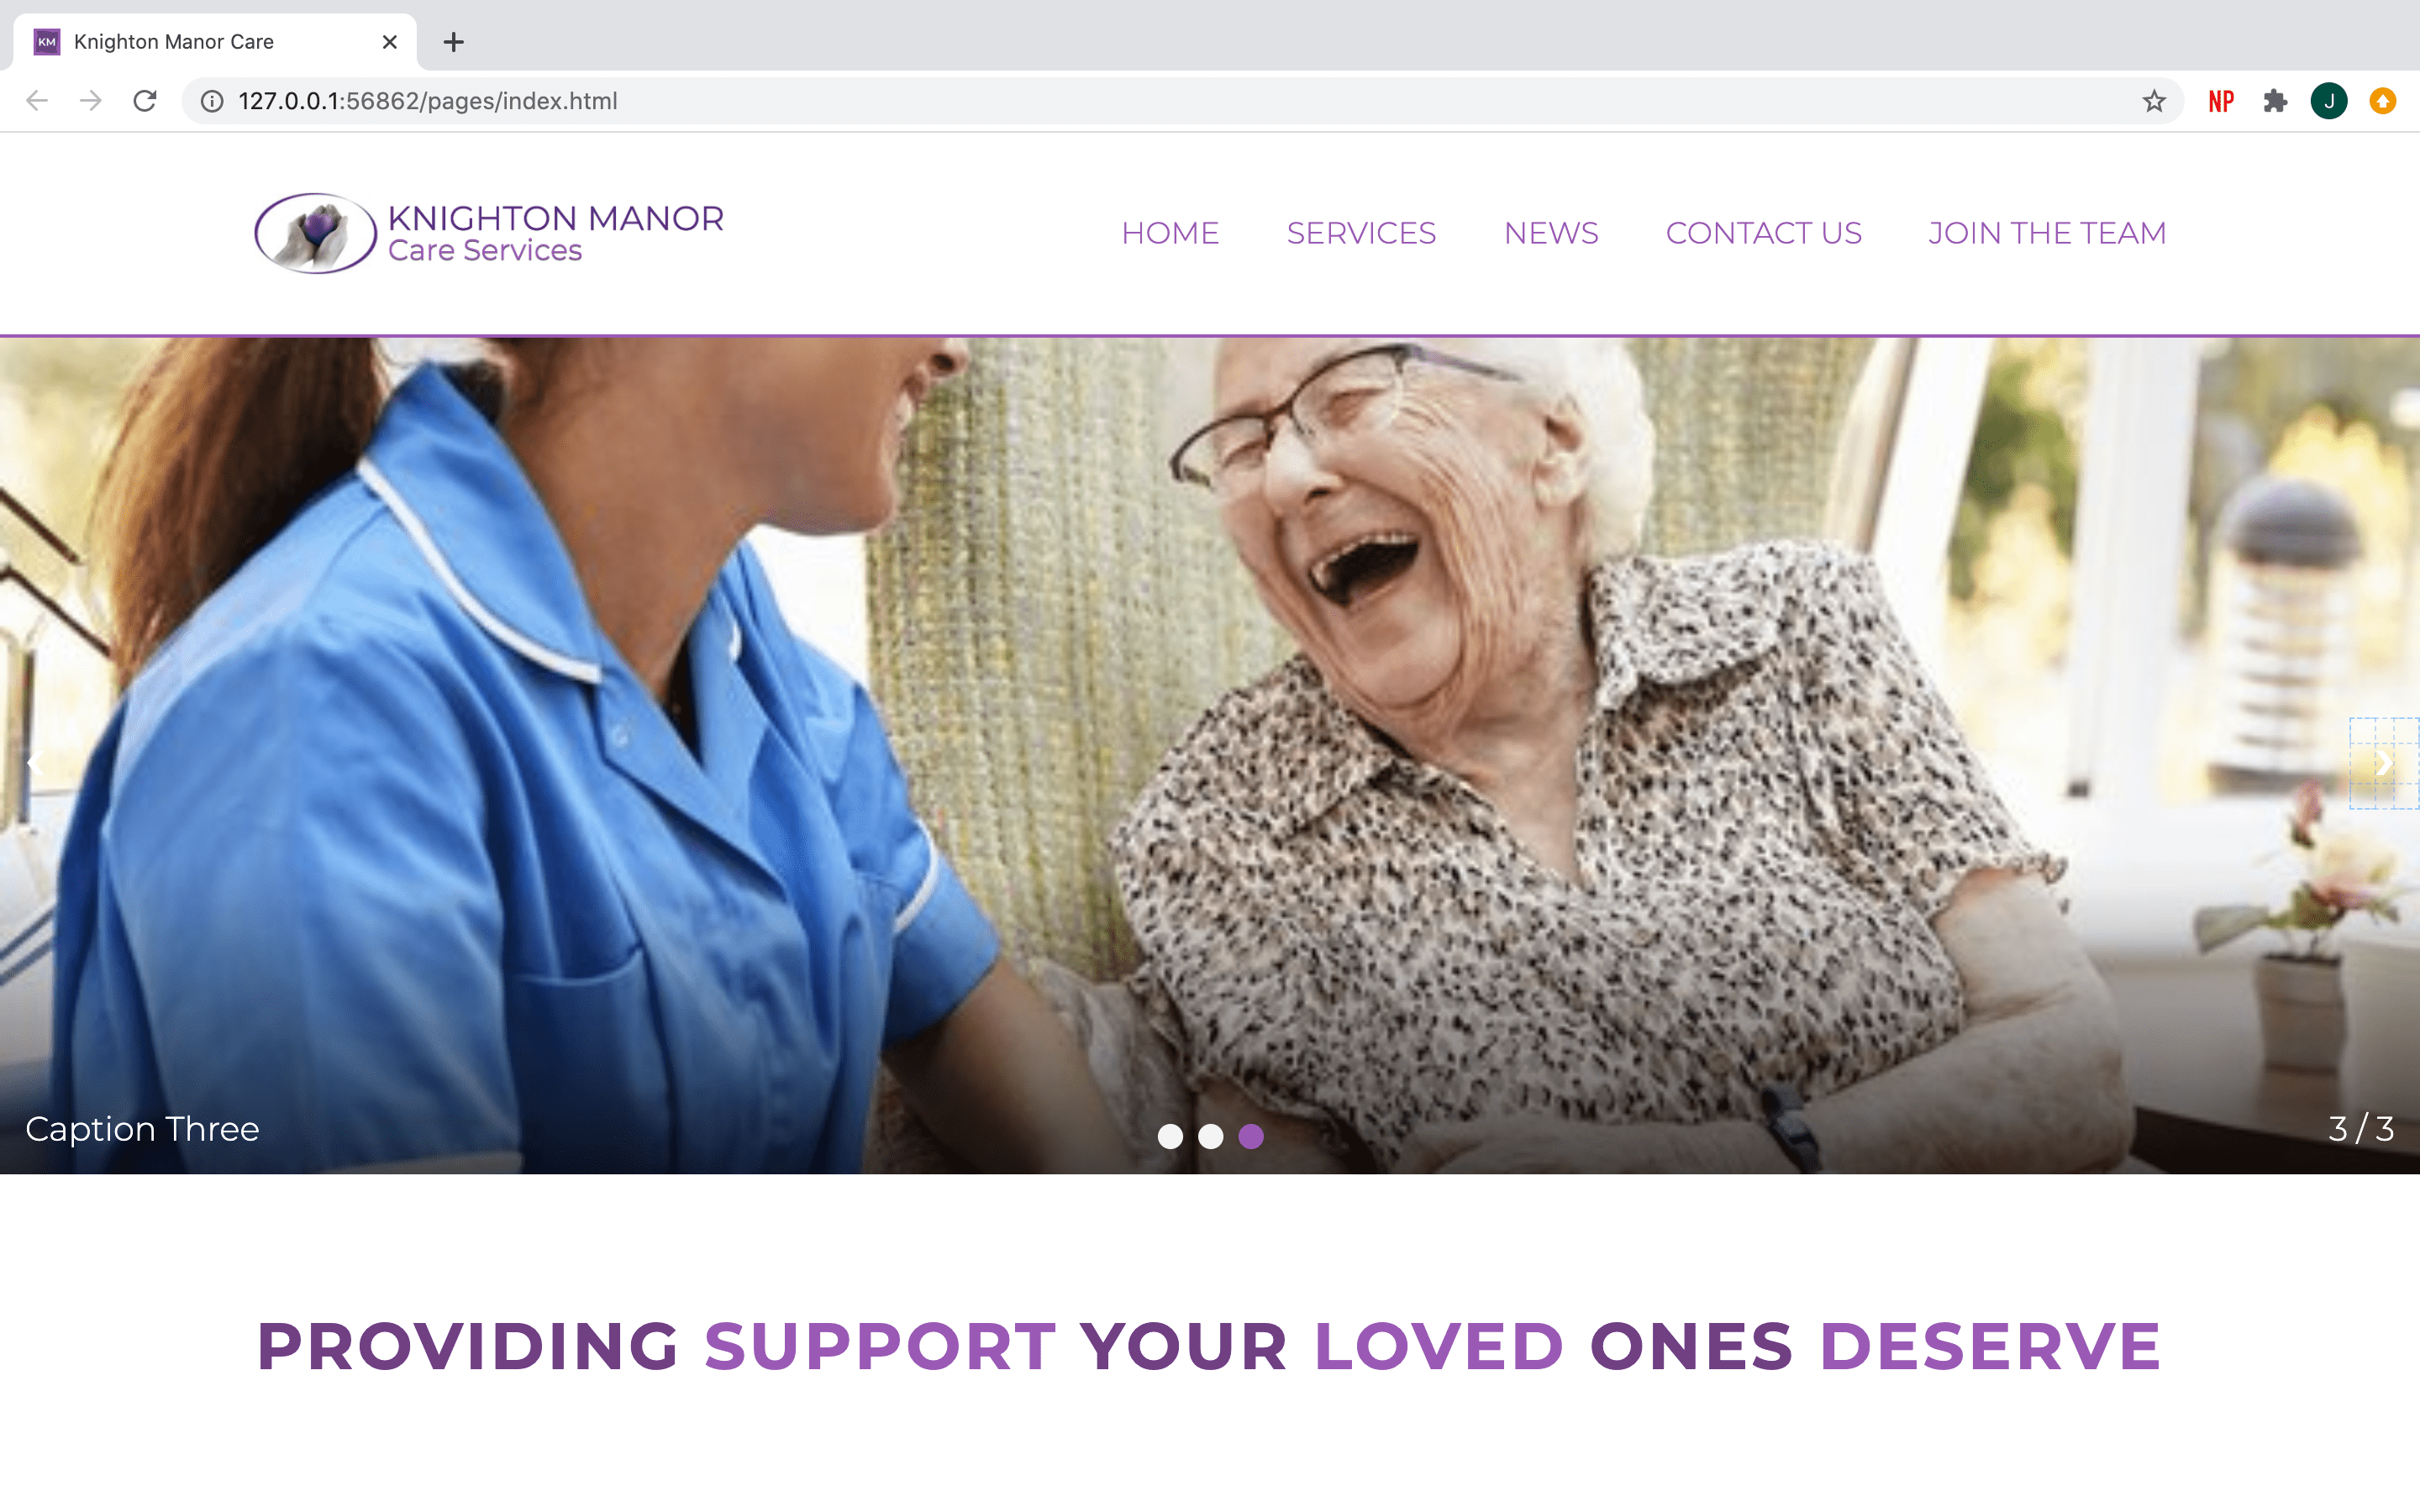 KM Knighton Manor Care
127.0.0.1:56862/pages/index.html
NP
J
KNIGHTON MANOR
Care Services
HOME SERVICES NEWS CONTACT US JOIN THE TEAM
Caption Three
3 / 3
PROVIDING SUPPORT YOUR LOVED ONES DESERVE